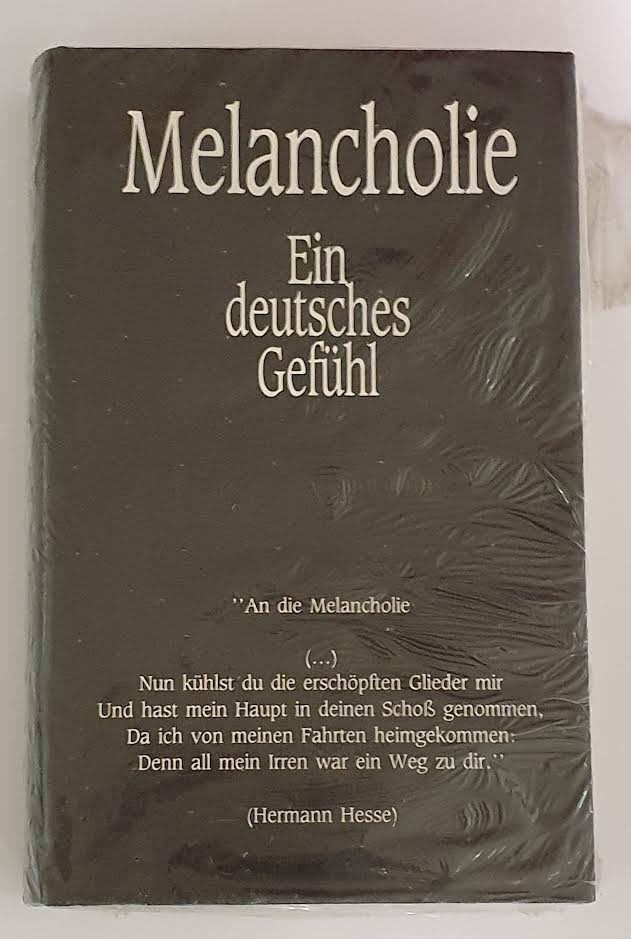 Melancholie
Ein
deutsches
Gefühl
''An die Melancholie
(...)
Nun kühlst du die erschöpften Glieder mir
Und hast mein Haupt in deinen Schoß genommen,
Da ich von meinen Fahrten heimgekommen:
Denn all mein Irren war ein Weg zu dir.''
(Hermann Hesse)